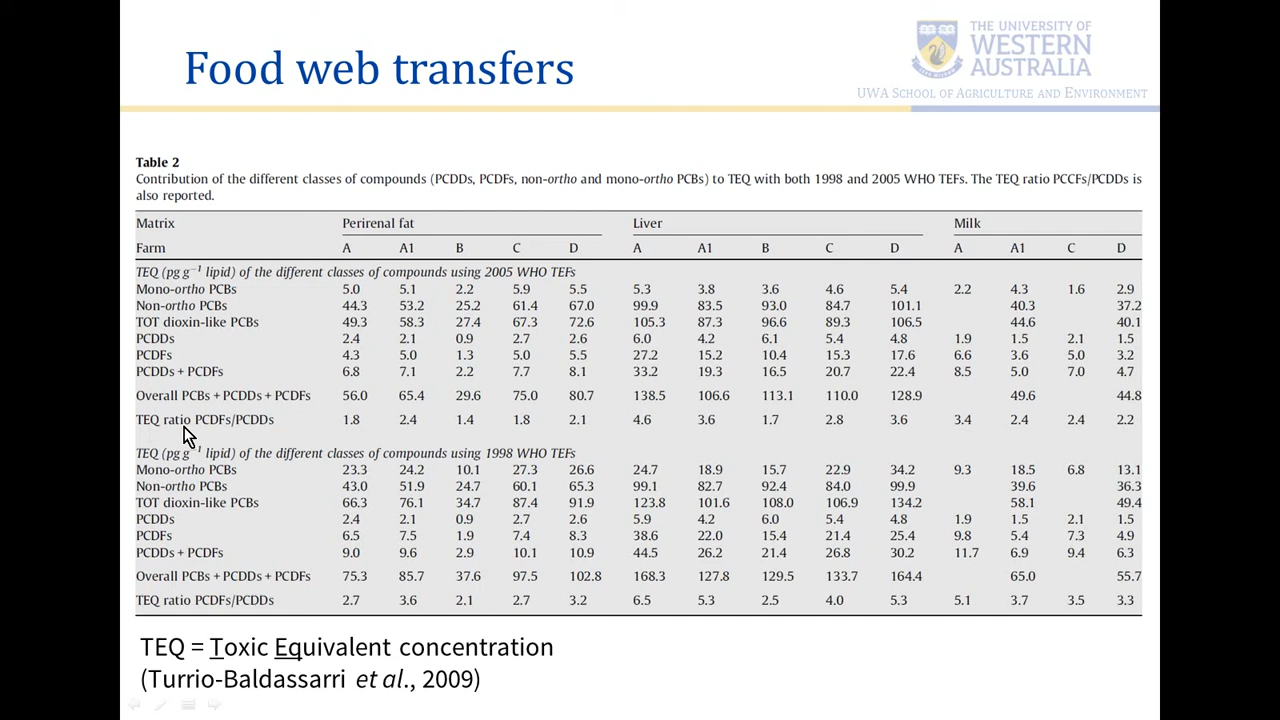 Food web transfers
THE UNIVERSITY OF
WESTERN
AUSTRALIA
UWA SCHOOL OF AGRICULTURE AND ENVIRONMENT
Table 2
Contribution of the different classes of compounds (PCDDs, PCDFs, non-ortho and mono-ortho PCBs) to TEQ with both 1998 and 2005 WHO TEFs. The TEQ ratio PCCFs/PCDDs is
also reported.
Matrix Perirenal fat Liver Milk
Farm A A1 B C D A A1 B C D A A1 C D
TEQ (pg g⁻¹ lipid) of the different classes of compounds using 2005 WHO TEFs
Mono-ortho PCBs 5.0 5.1 2.2 5.9 5.5 5.3 3.8 3.6 4.6 5.4 2.2 4.3 1.6 2.9
Non-ortho PCBs 44.3 53.2 25.2 61.4 67.0 99.9 83.5 93.0 84.7 101.1 40.3 37.2
TOT dioxin-like PCBs 49.3 58.3 27.4 67.3 72.6 105.3 87.3 96.6 89.3 106.5 44.6 40.1
PCDDs 2.4 2.1 0.9 2.7 2.6 6.0 4.2 6.1 5.4 4.8 1.9 1.5 2.1 1.5
PCDFs 4.3 5.0 1.3 5.0 5.5 27.2 15.2 10.4 15.3 17.6 6.6 3.6 5.0 3.2
PCDDs + PCDFs 6.8 7.1 2.2 7.7 8.1 33.2 19.3 16.5 20.7 22.4 8.5 5.0 7.0 4.7
Overall PCBs + PCDDs + PCDFs 56.0 65.4 29.6 75.0 80.7 138.5 106.6 113.1 110.0 128.9 49.6 44.8
TEQ ratio PCDFs/PCDDs 1.8 2.4 1.4 1.8 2.1 4.6 3.6 1.7 2.8 3.6 3.4 2.4 2.4 2.2
TEQ (pg g⁻¹ lipid) of the different classes of compounds using 1998 WHO TEFs
Mono-ortho PCBs 23.3 24.2 10.1 27.3 26.6 24.7 18.9 15.7 22.9 34.2 9.3 18.5 6.8 13.1
Non-ortho PCBs 43.0 51.9 24.7 60.1 65.3 99.1 82.7 92.4 84.0 99.9 39.6 36.3
TOT dioxin-like PCBs 66.3 76.1 34.7 87.4 91.9 123.8 101.6 108.0 106.9 134.2 58.1 49.4
PCDDs 2.4 2.1 0.9 2.7 2.6 5.9 4.2 6.0 5.4 4.8 1.9 1.5 2.1 1.5
PCDFs 6.5 7.5 1.9 7.4 8.3 38.6 22.0 15.4 21.4 25.4 9.8 5.4 7.3 4.9
PCDDs + PCDFs 9.0 9.6 2.9 10.1 10.9 44.5 26.2 21.4 26.8 30.2 11.7 6.9 9.4 6.3
Overall PCBs + PCDDs + PCDFs 75.3 85.7 37.6 97.5 102.8 168.3 127.8 129.5 133.7 164.4 65.0 55.7
TEQ ratio PCDFs/PCDDs 2.7 3.6 2.1 2.7 3.2 6.5 5.3 2.5 4.0 5.3 5.1 3.7 3.5 3.3
TEQ = Toxic Equivalent concentration
(Turrio-Baldassarri et al., 2009)